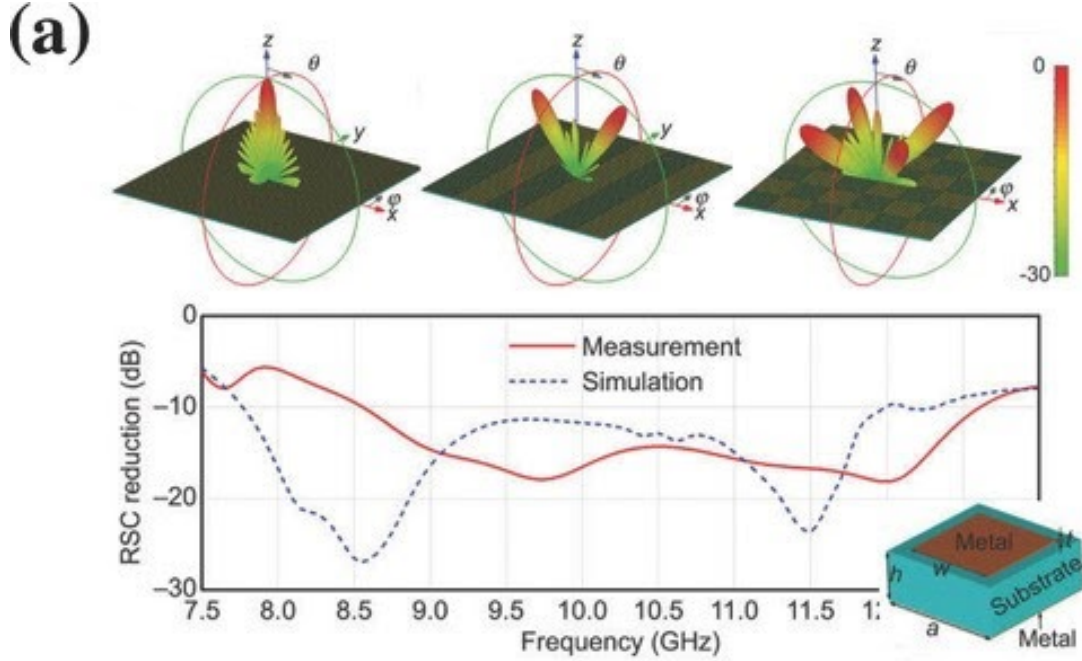 (a)
z
θ
y
φ
x
z
θ
y
φ
x
z
θ
φ
x
0
-30
RSC reduction (dB)
0
–10
–20
–30
Measurement
Simulation
7.5 8.0 8.5 9.0 9.5 10.0 10.5 11.0 11.5 12.
Frequency (GHz)
Metal
t
w
h
Substrate
a
Metal